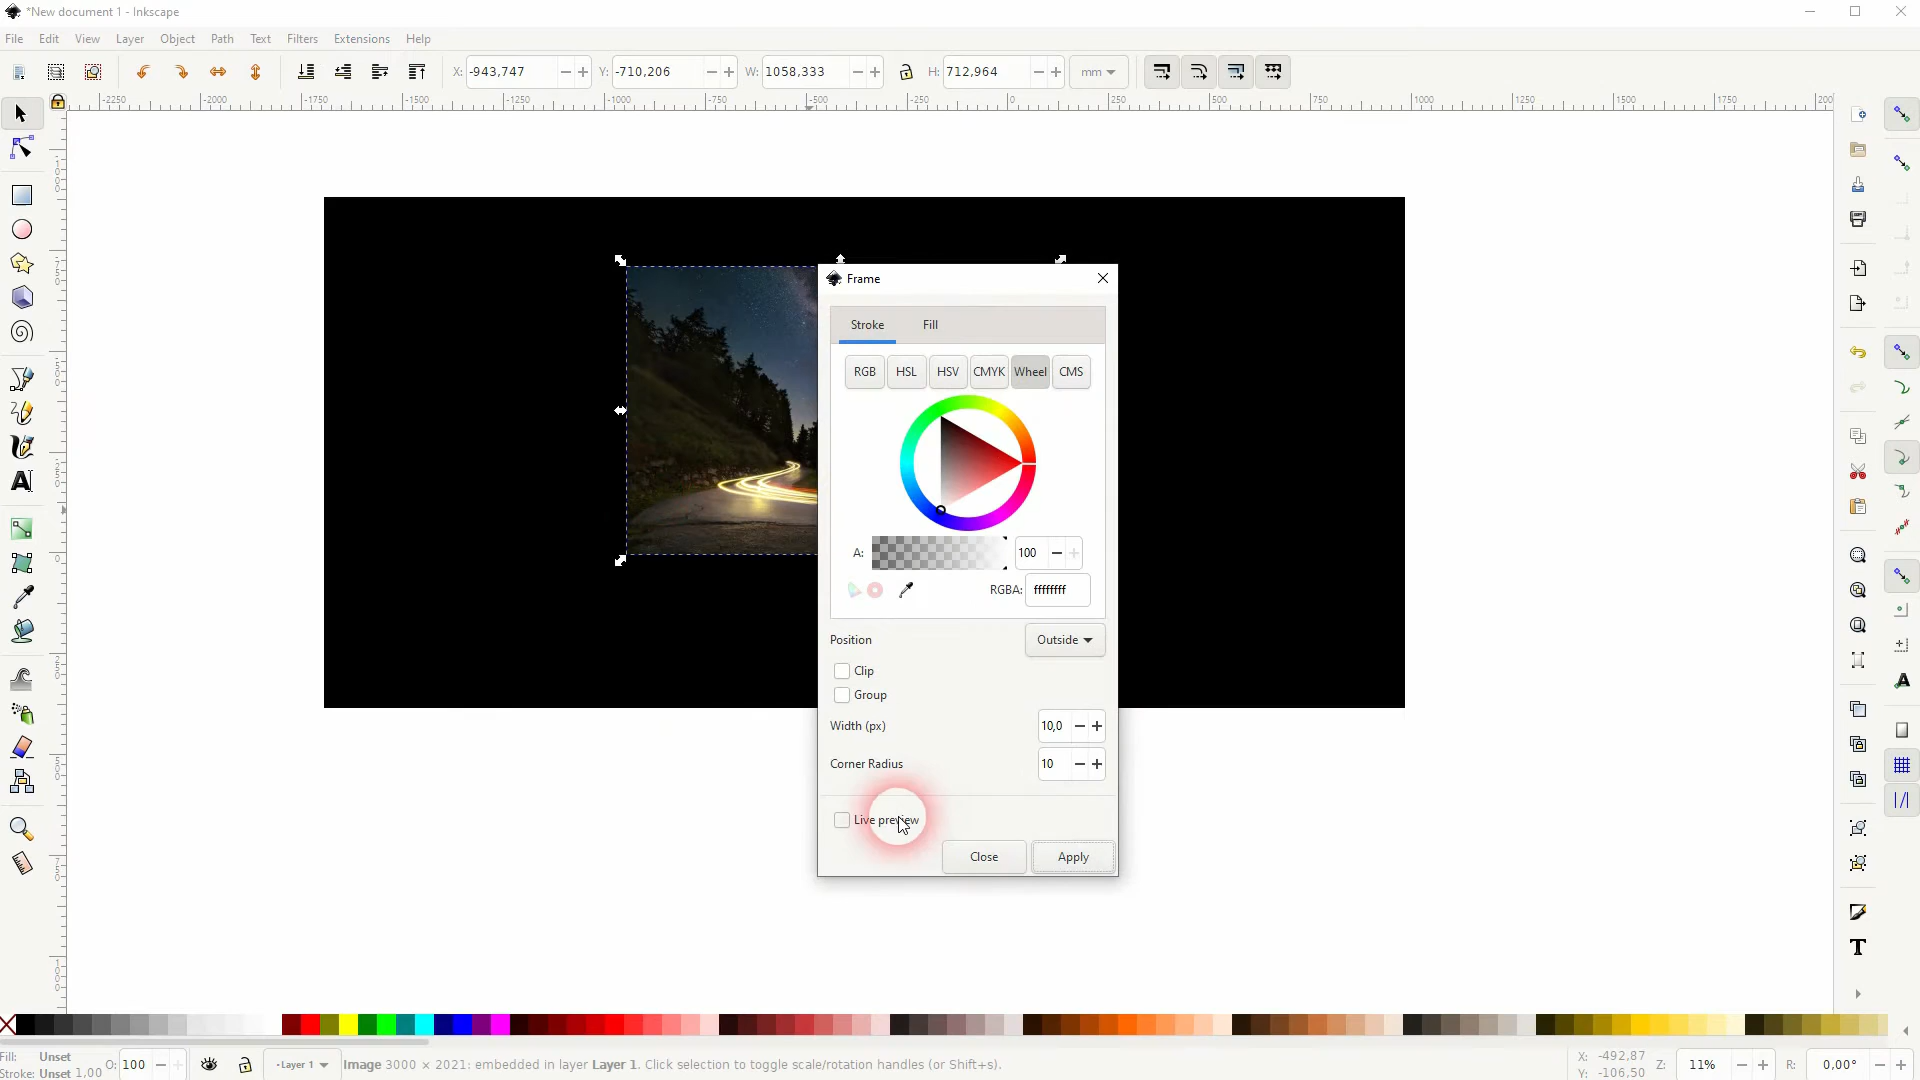 *New document 1 - Inkscape
File Edit View Layer Object Path Text Filters Extensions Help
X: -943,747 Y: -710,206 W: 1058,333 H: 712,964 mm
-2250 -2000 -1750 -1500 -1250 -1000 -750 -500 -250 0 250 500 750 1000 1250 1500 1750 200
Frame
Stroke Fill
RGB HSL HSV CMYK Wheel CMS
A: 100
RGBA: ffffffff
Position Outside
Clip
Group
Width (px) 10,0
Corner Radius 10
Live preview
Close Apply
Fill: Unset
Stroke: Unset 1,00
O: 100
Layer 1
Image 3000 × 2021: embedded in layer Layer 1. Click selection to toggle scale/rotation handles (or Shift+s).
X: -492,87
Y: -106,50
Z: 11% R: 0,00°